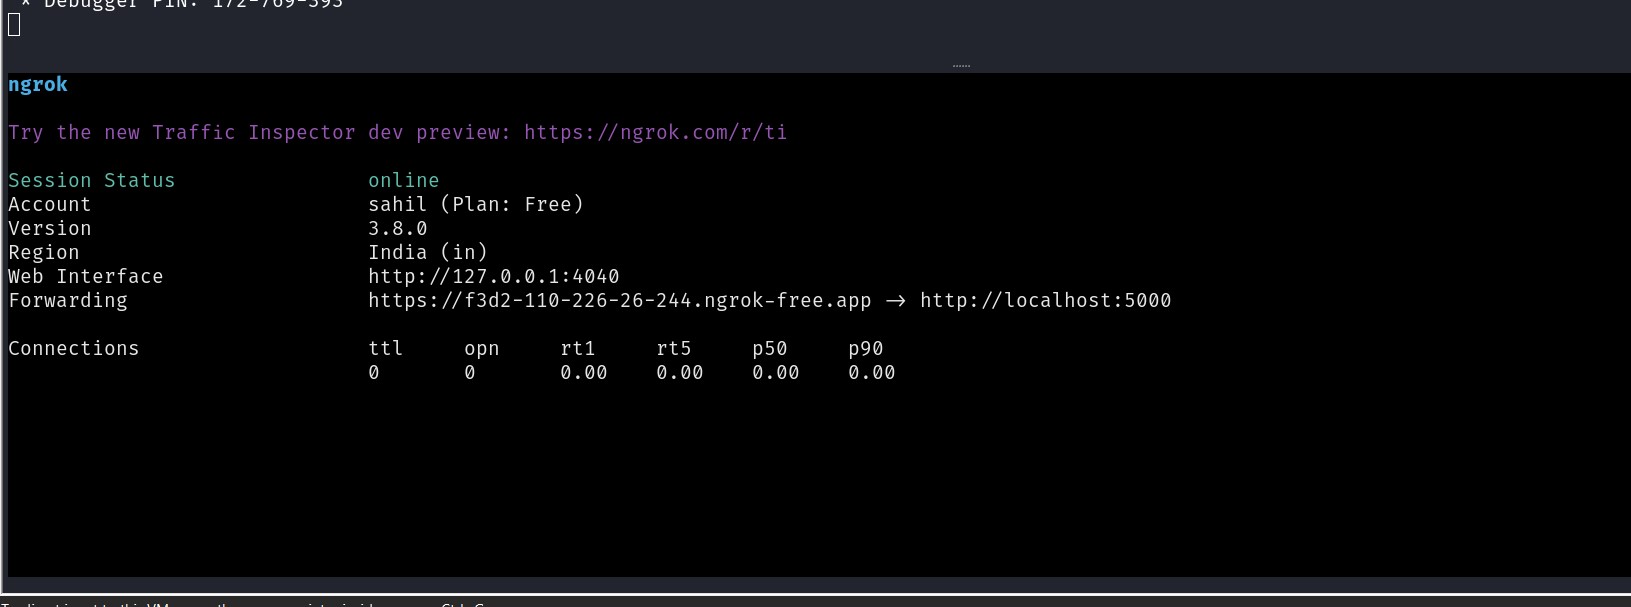 * Debugger PIN: 172-769-393
ngrok
Try the new Traffic Inspector dev preview: https://ngrok.com/r/ti
Session Status online
Account sahil (Plan: Free)
Version 3.8.0
Region India (in)
Web Interface http://127.0.0.1:4040
Forwarding https://f3d2-110-226-26-244.ngrok-free.app -> http://localhost:5000
Connections ttl opn rt1 rt5 p50 p90
0 0 0.00 0.00 0.00 0.00